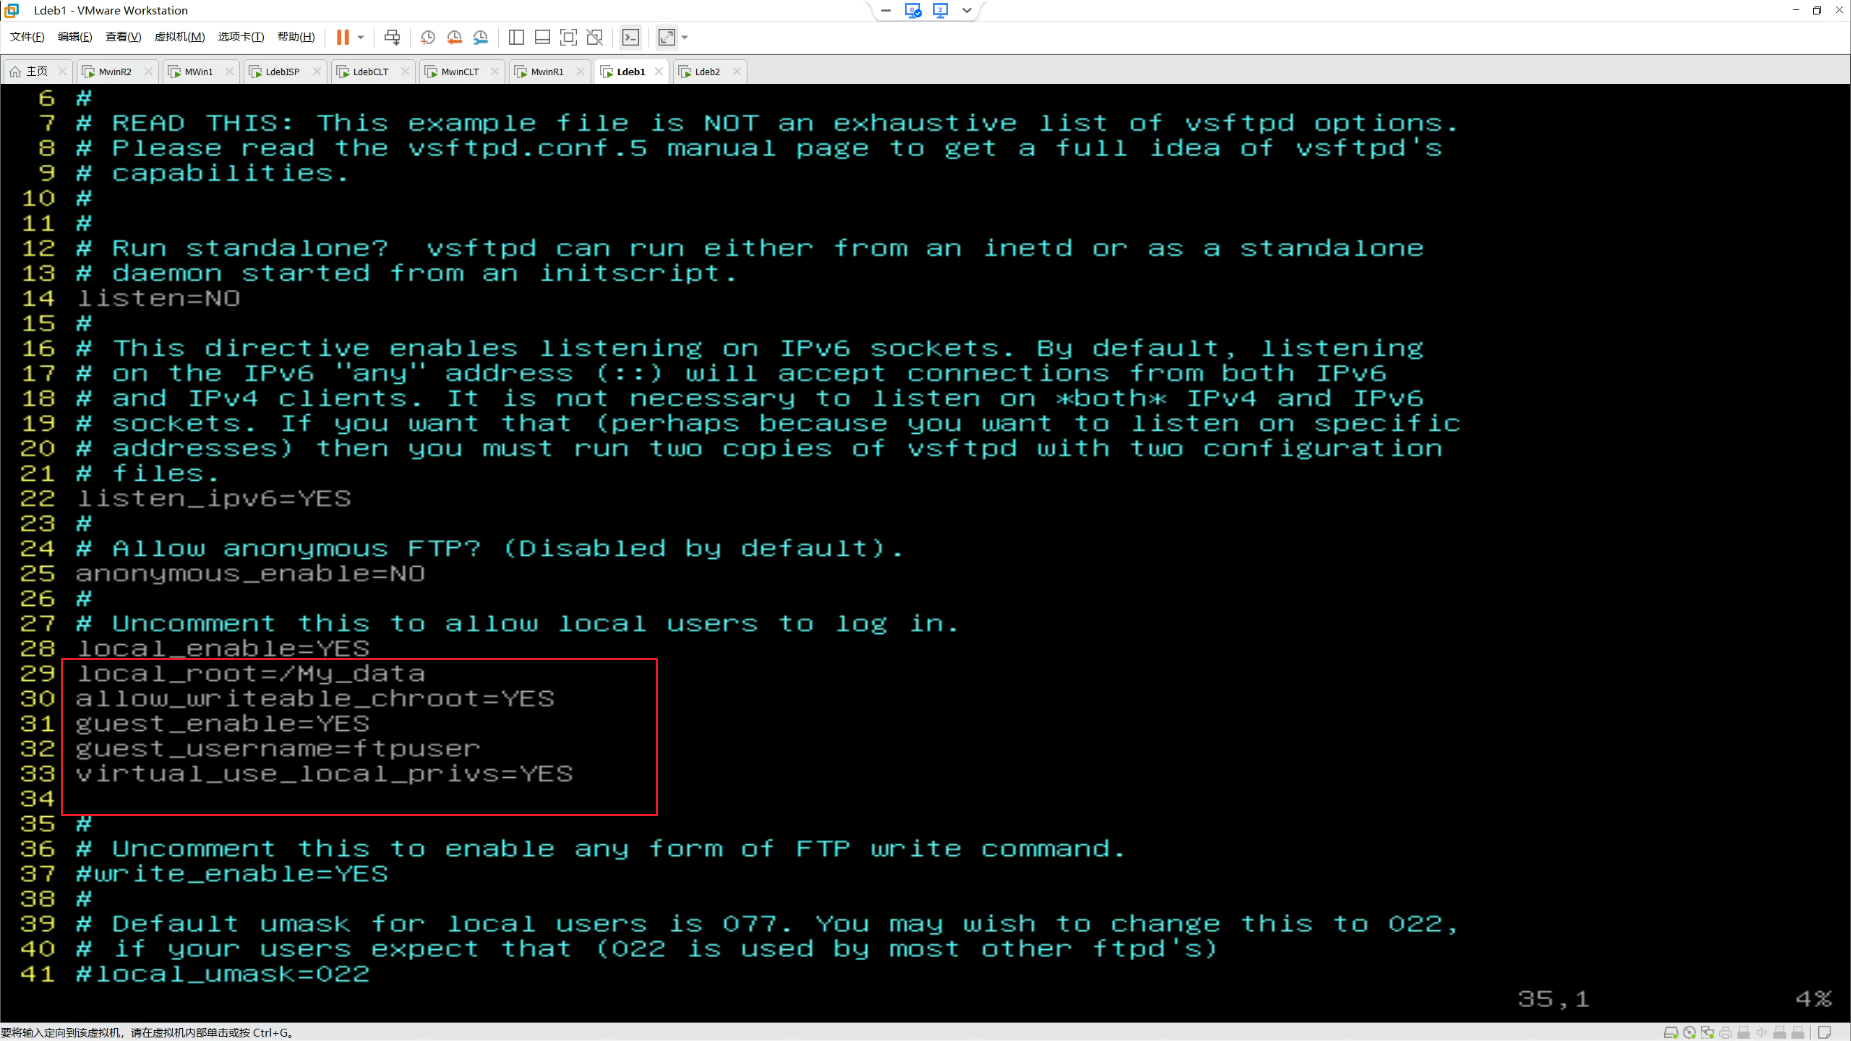 Ldeb1 - VMware Workstation
文件(F) 编辑(E) 查看(V) 虚拟机(M) 选项卡(T) 帮助(H)
主页 MwinR2 MWin1 LdebISP LdebCLT MwinCLT MwinR1 Ldeb1 Ldeb2
6 #
7 # READ THIS: This example file is NOT an exhaustive list of vsftpd options.
8 # Please read the vsftpd.conf.5 manual page to get a full idea of vsftpd's
9 # capabilities.
10 #
11 #
12 # Run standalone?  vsftpd can run either from an inetd or as a standalone
13 # daemon started from an initscript.
14 listen=NO
15 #
16 # This directive enables listening on IPv6 sockets. By default, listening
17 # on the IPv6 "any" address (::) will accept connections from both IPv6
18 # and IPv4 clients. It is not necessary to listen on *both* IPv4 and IPv6
19 # sockets. If you want that (perhaps because you want to listen on specific
20 # addresses) then you must run two copies of vsftpd with two configuration
21 # files.
22 listen_ipv6=YES
23 #
24 # Allow anonymous FTP? (Disabled by default).
25 anonymous_enable=NO
26 #
27 # Uncomment this to allow local users to log in.
28 local_enable=YES
29 local_root=/My_data
30 allow_writeable_chroot=YES
31 guest_enable=YES
32 guest_username=ftpuser
33 virtual_use_local_privs=YES
34
35 #
36 # Uncomment this to enable any form of FTP write command.
37 #write_enable=YES
38 #
39 # Default umask for local users is 077. You may wish to change this to 022,
40 # if your users expect that (022 is used by most other ftpd's)
41 #local_umask=022
35,1 4%
要将输入定向到该虚拟机，请在虚拟机内部单击或按 Ctrl+G。